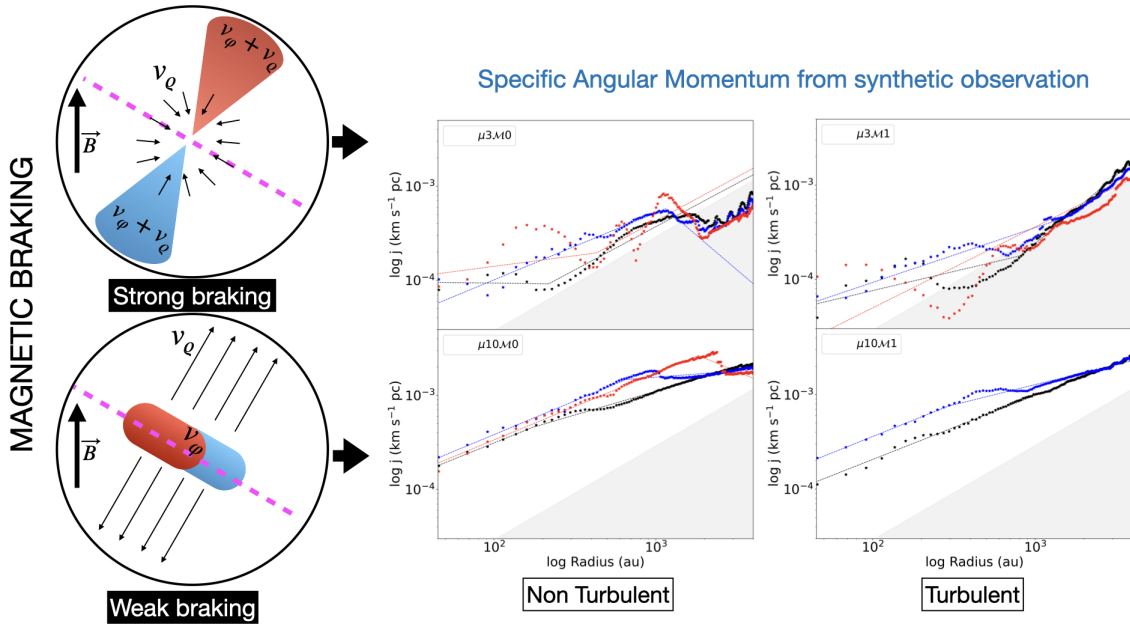 MAGNETIC BRAKING
v_φ + v_ϱ
v_ϱ
B
v_φ + v_ϱ
Strong braking
v_ϱ
B
v_φ
Weak braking
Specific Angular Momentum from synthetic observation
μ3ℳ0
log j (km s⁻¹ pc)
10⁻³
10⁻⁴
μ3ℳ1
log j (km s⁻¹ pc)
10⁻³
10⁻⁴
μ10ℳ0
log j (km s⁻¹ pc)
10⁻³
10⁻⁴
10²
10³
log Radius (au)
μ10ℳ1
log j (km s⁻¹ pc)
10⁻³
10⁻⁴
10²
10³
log Radius (au)
Non Turbulent
Turbulent